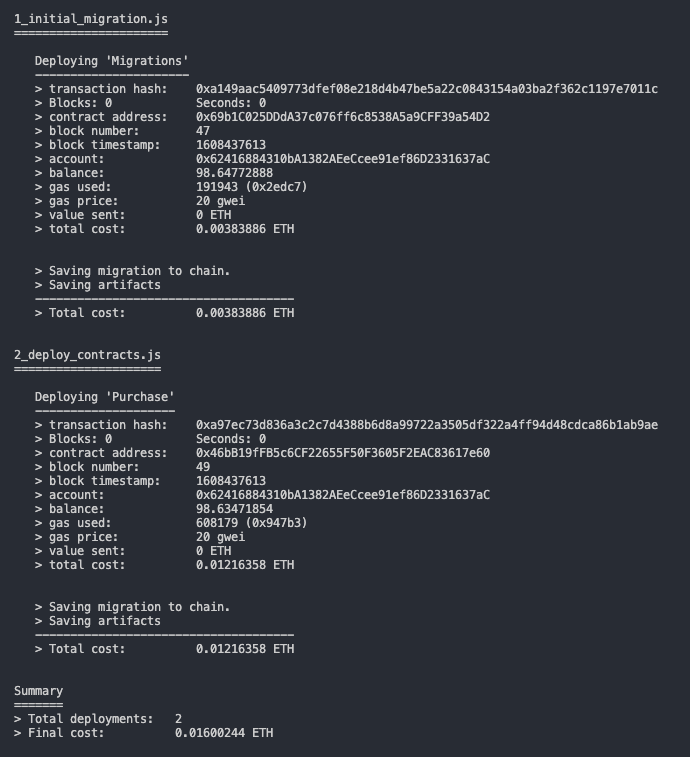 1_initial_migration.js
======================
Deploying 'Migrations'
----------------------
> transaction hash:    0xa149aac5409773dfef08e218d4b47be5a22c0843154a03ba2f362c1197e7011c
> Blocks: 0            Seconds: 0
> contract address:    0x69b1C025DDdA37c076ff6c8538A5a9CFF39a54D2
> block number:        47
> block timestamp:     1608437613
> account:             0x62416884310bA1382AEeCcee91ef86D2331637aC
> balance:             98.64772888
> gas used:            191943 (0x2edc7)
> gas price:           20 gwei
> value sent:          0 ETH
> total cost:          0.00383886 ETH
> Saving migration to chain.
> Saving artifacts
-------------------------------------
> Total cost:          0.00383886 ETH
2_deploy_contracts.js
=====================
Deploying 'Purchase'
--------------------
> transaction hash:    0xa97ec73d836a3c2c7d4388b6d8a99722a3505df322a4ff94d48cdca86b1ab9ae
> Blocks: 0            Seconds: 0
> contract address:    0x46bB19fFB5c6CF22655F50F3605F2EAC83617e60
> block number:        49
> block timestamp:     1608437613
> account:             0x62416884310bA1382AEeCcee91ef86D2331637aC
> balance:             98.63471854
> gas used:            608179 (0x947b3)
> gas price:           20 gwei
> value sent:          0 ETH
> total cost:          0.01216358 ETH
> Saving migration to chain.
> Saving artifacts
-------------------------------------
> Total cost:          0.01216358 ETH
Summary
=======
> Total deployments:   2
> Final cost:          0.01600244 ETH